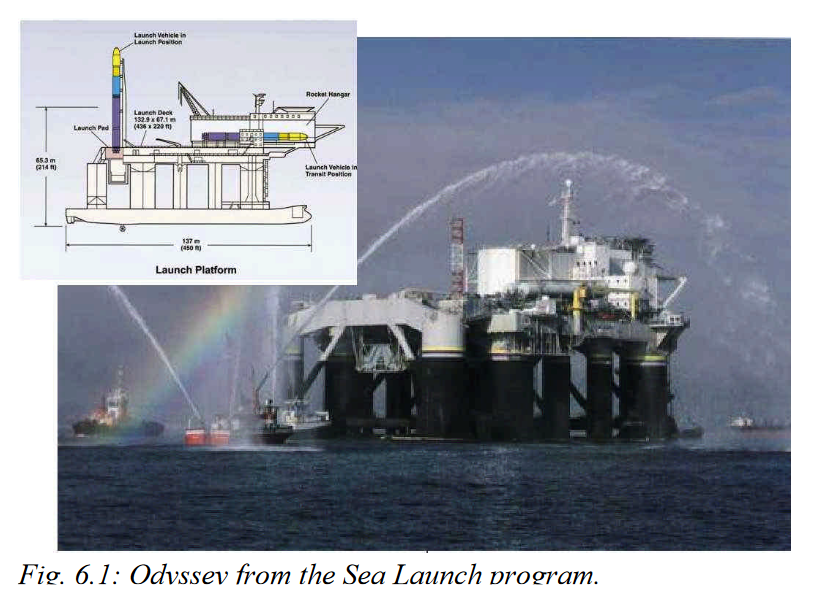 Launch Vehicle in
Launch Position
Rocket Hangar
Launch Deck
132.9 x 67.1 m
(436 x 220 ft)
Launch Pad
65.3 m
(214 ft)
Launch Vehicle in
Transit Position
137 m
(450 ft)
Launch Platform
Fig. 6.1: Odyssey from the Sea Launch program.